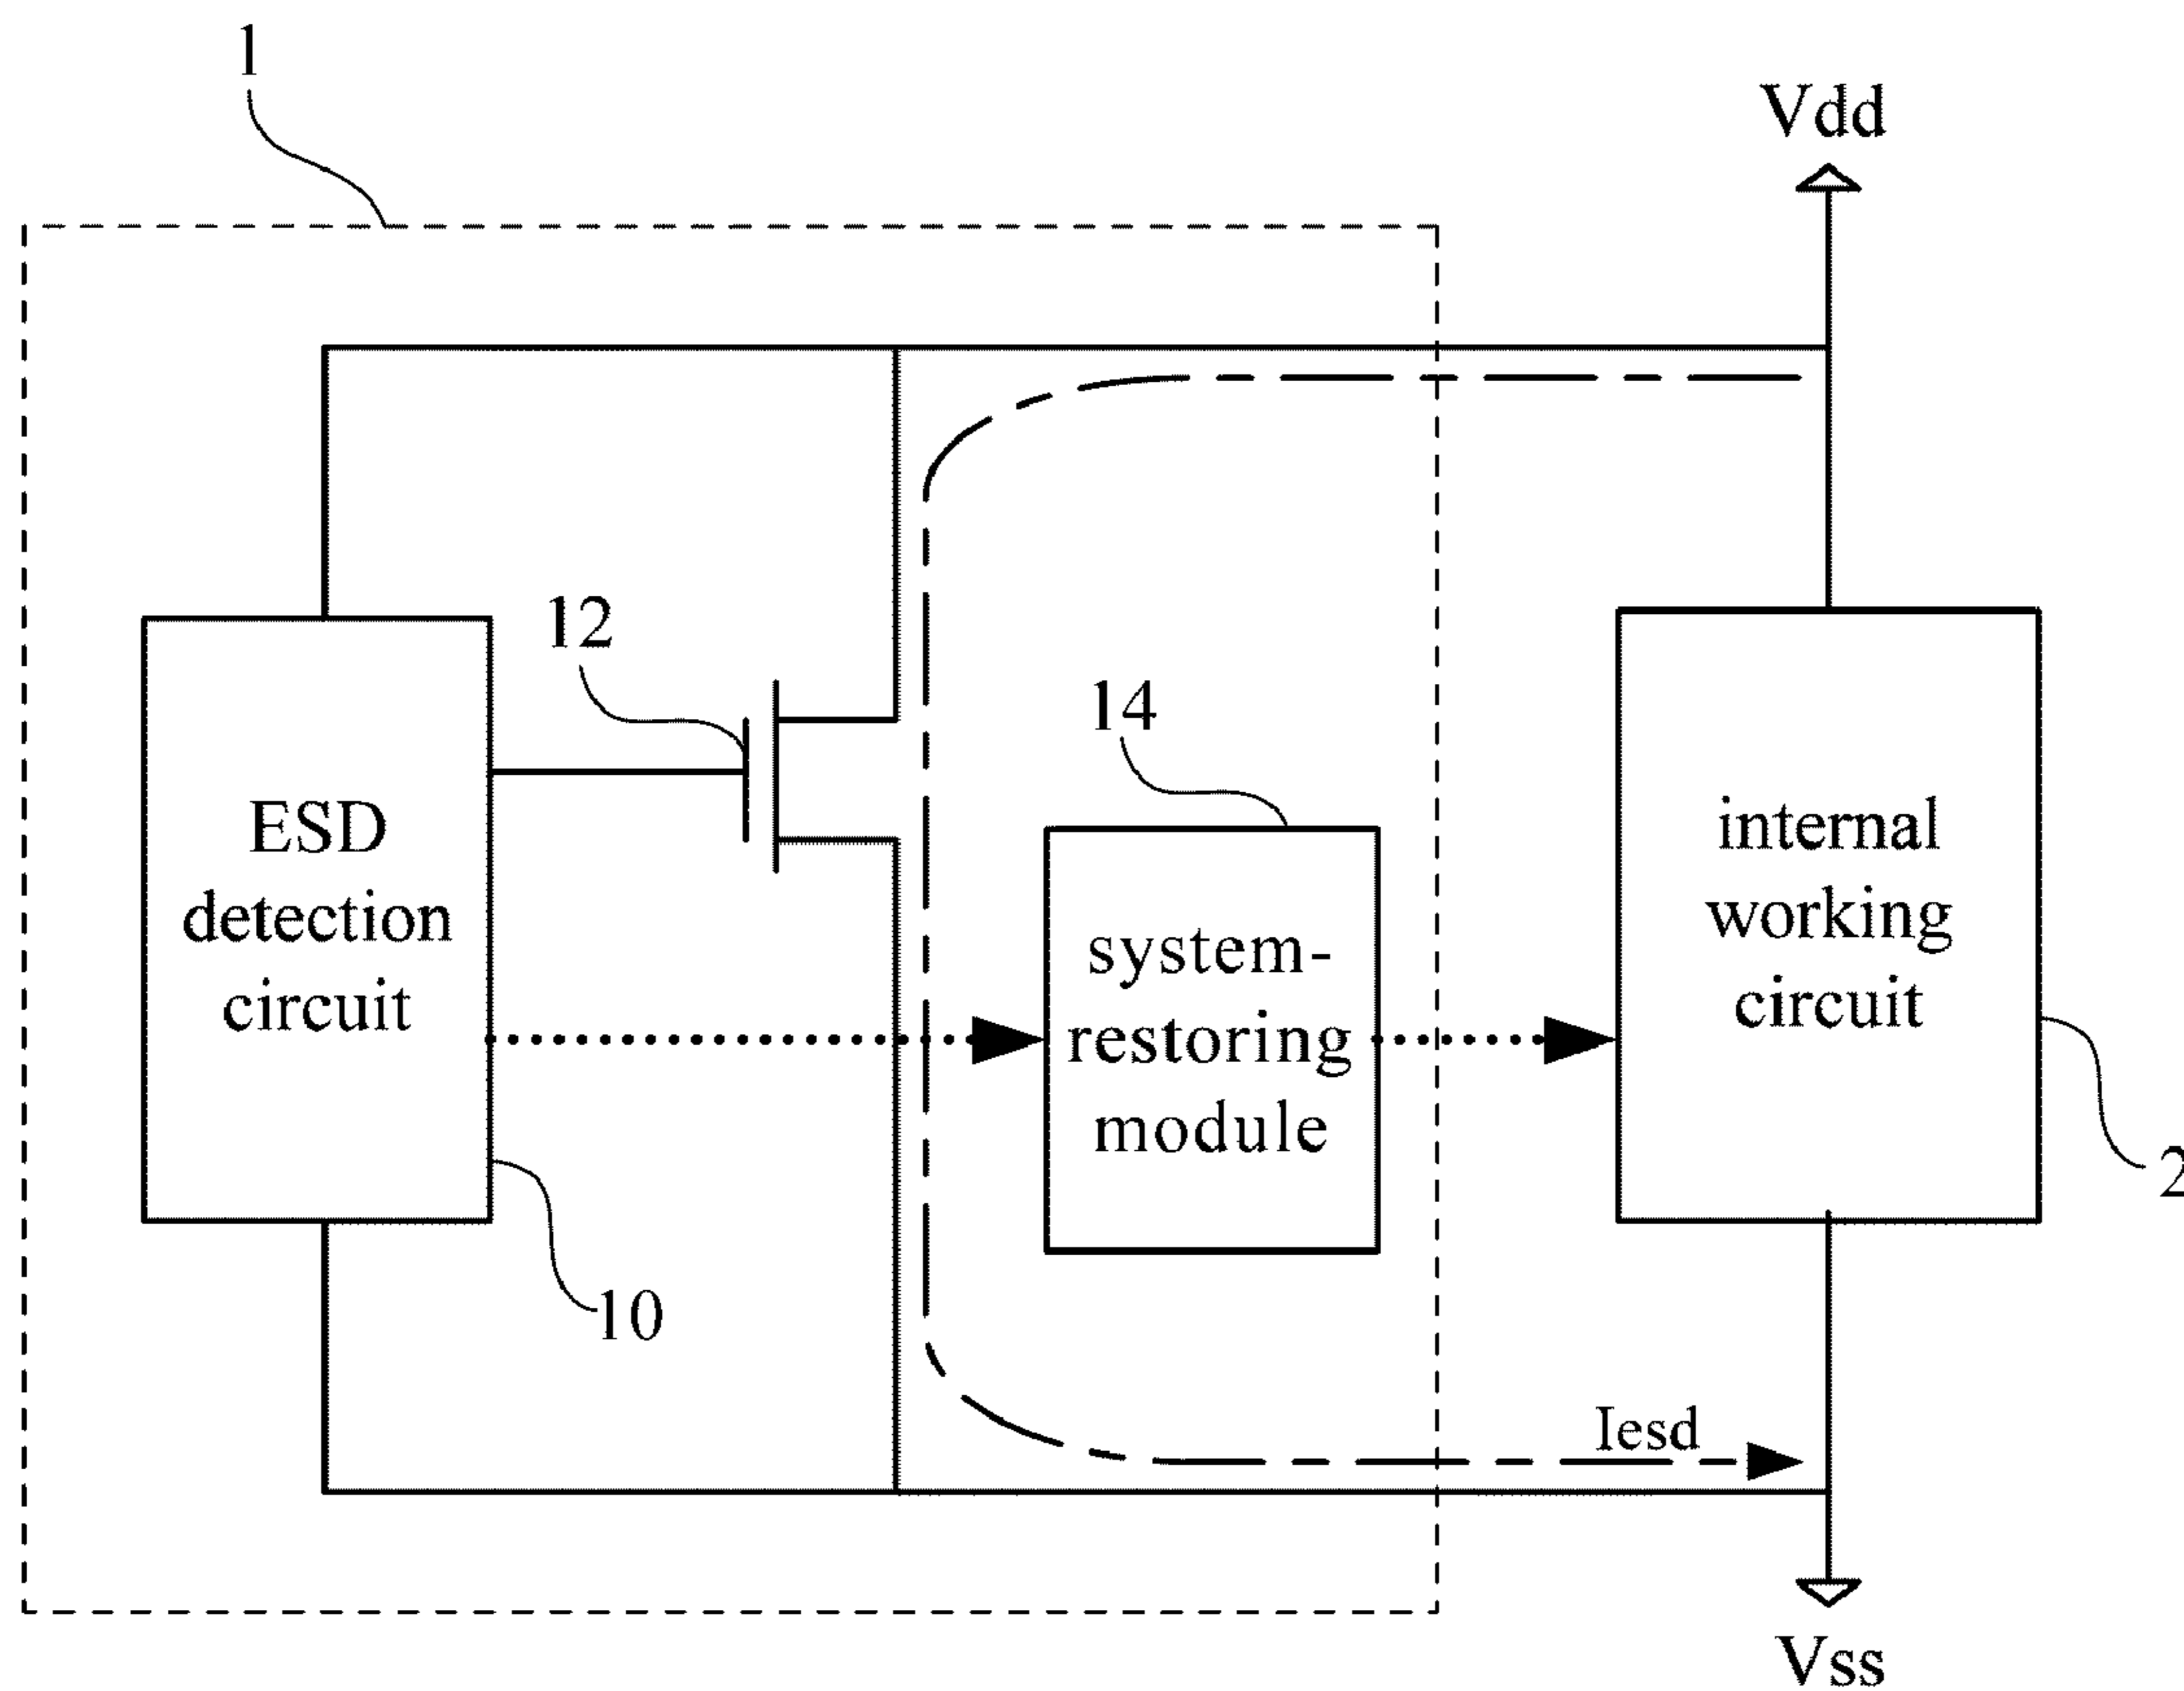 1
Vdd
12
14
ESD
detection
circuit
system-
restoring
module
internal
working
circuit
2
10
Iesd
Vss